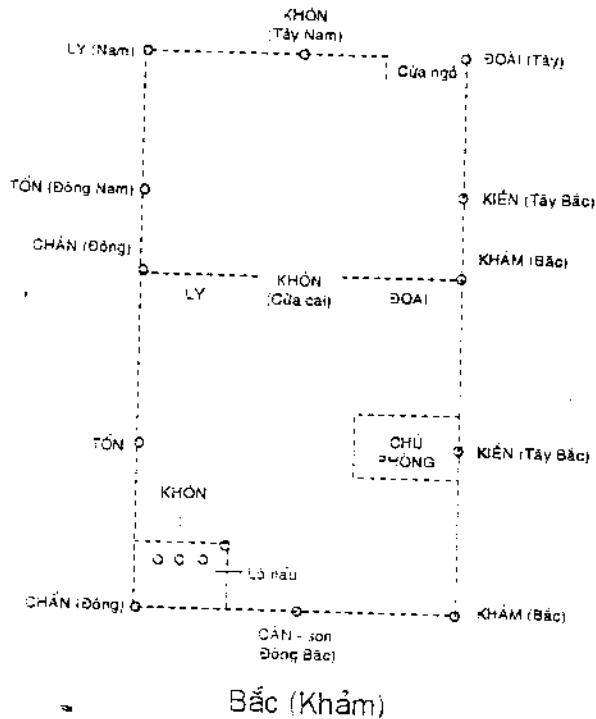 KHÔN
(Tây Nam)
LY (Nam)
Cửa ngõ
ĐOÀI (Tây)
TỐN (Đông Nam)
KIỀN (Tây Bắc)
CHẤN (Đông)
KHẢM (Bắc)
LY
KHÔN
(Cửa cái)
ĐOÀI
TỐN
CHỦ
PHÒNG
KIỀN (Tây Bắc)
KHÔN
Lò nấu
CHẤN (Đông)
KHẢM (Bắc)
CẤN - sơn
Đông Bắc)
Bắc (Khảm)